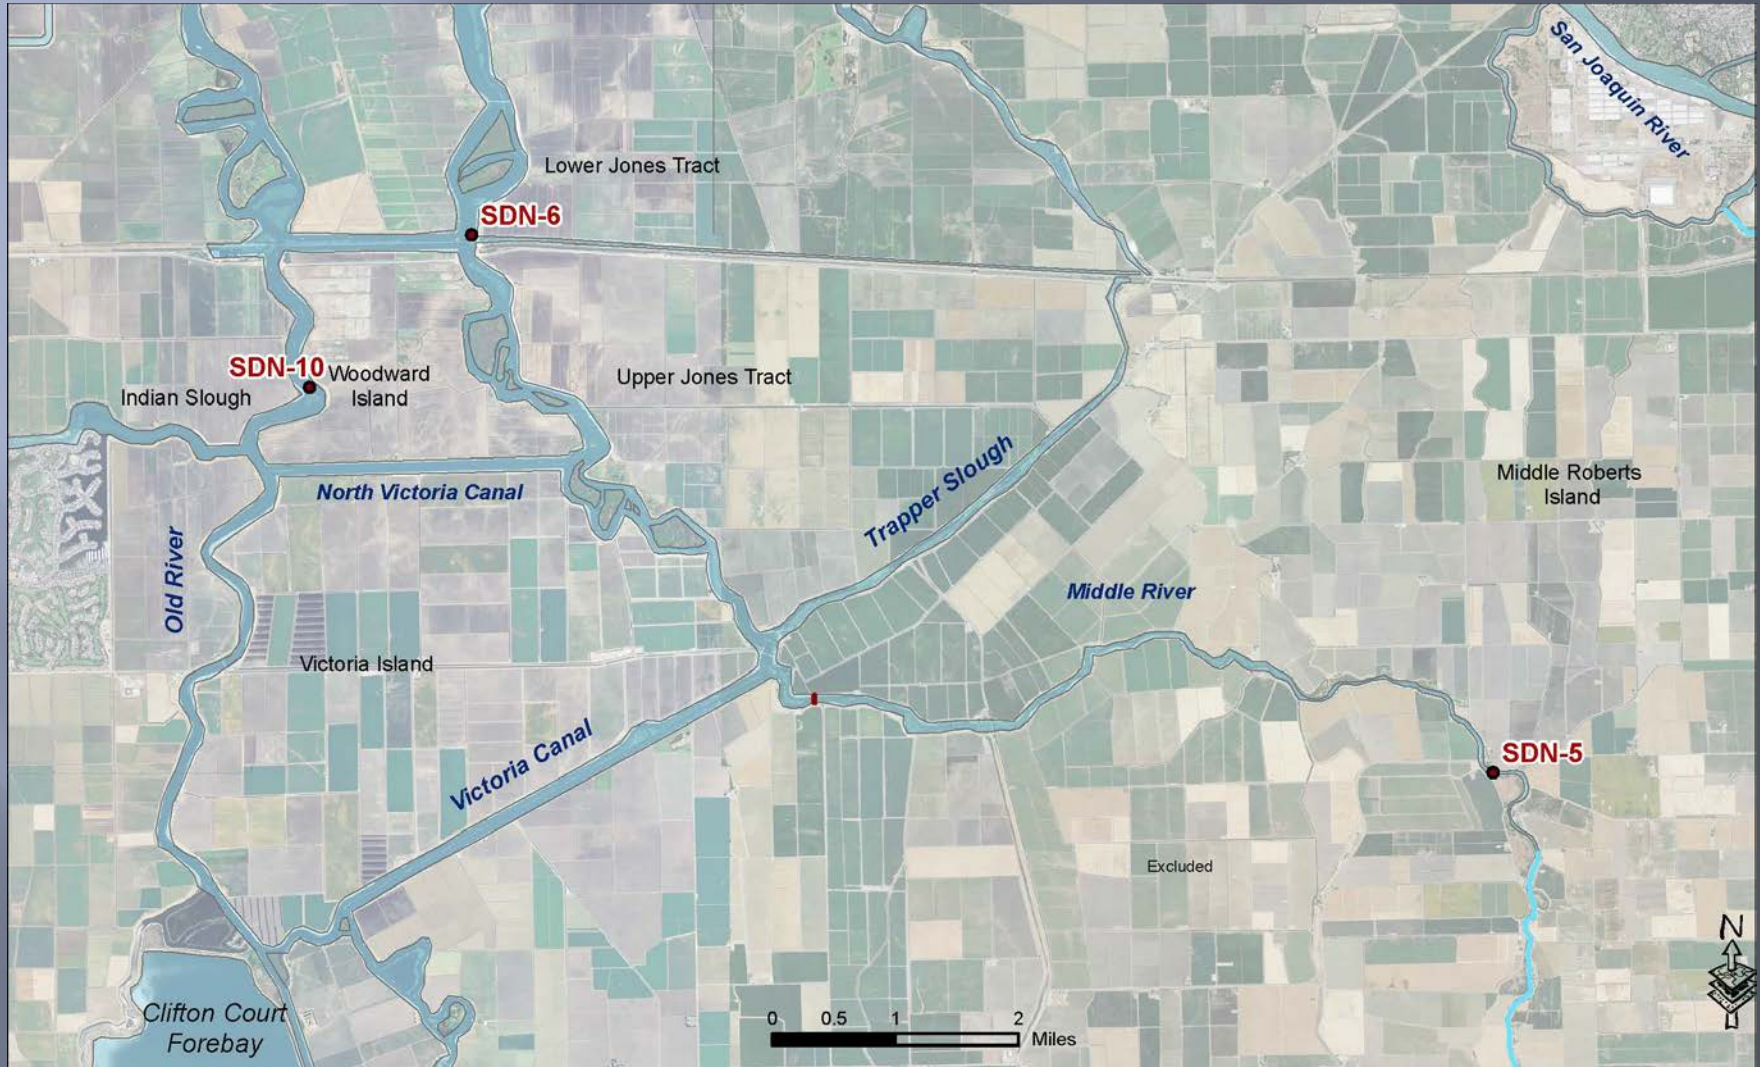 San Joaquin River
Lower Jones Tract
SDN-6
SDN-10
Woodward
Island
Indian Slough
Upper Jones Tract
North Victoria Canal
Trapper Slough
Middle Roberts
Island
Old River
Middle River
Victoria Island
Victoria Canal
SDN-5
Excluded
N
Clifton Court
Forebay
0 0.5 1 2
Miles